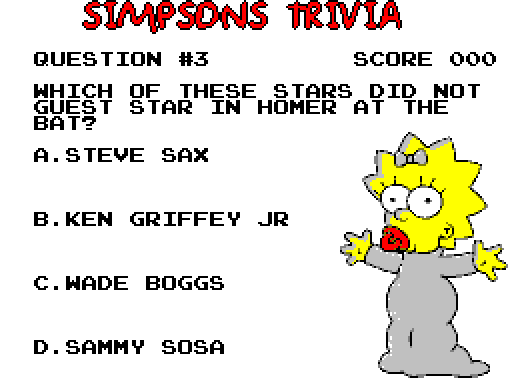 SIMPSONS TRIVIA
QUESTION #3 SCORE 000
WHICH OF THESE STARS DID NOT
GUEST STAR IN HOMER AT THE
BAT?
A.STEVE SAX
B.KEN GRIFFEY JR
C.WADE BOGGS
D.SAMMY SOSA